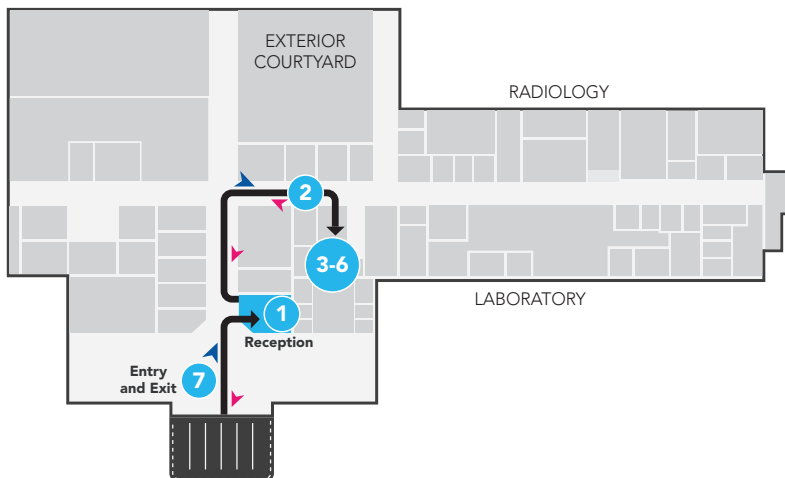 EXTERIOR
COURTYARD
RADIOLOGY
2
3-6
LABORATORY
1
Reception
Entry
and Exit
7